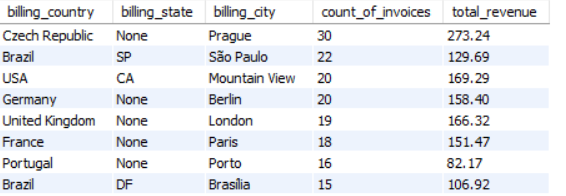 billing_country billing_state billing_city count_of_invoices total_revenue
Czech Republic None Prague 30 273.24
Brazil SP São Paulo 22 129.69
USA CA Mountain View 20 169.29
Germany None Berlin 20 158.40
United Kingdom None London 19 166.32
France None Paris 18 151.47
Portugal None Porto 16 82.17
Brazil DF Brasília 15 106.92